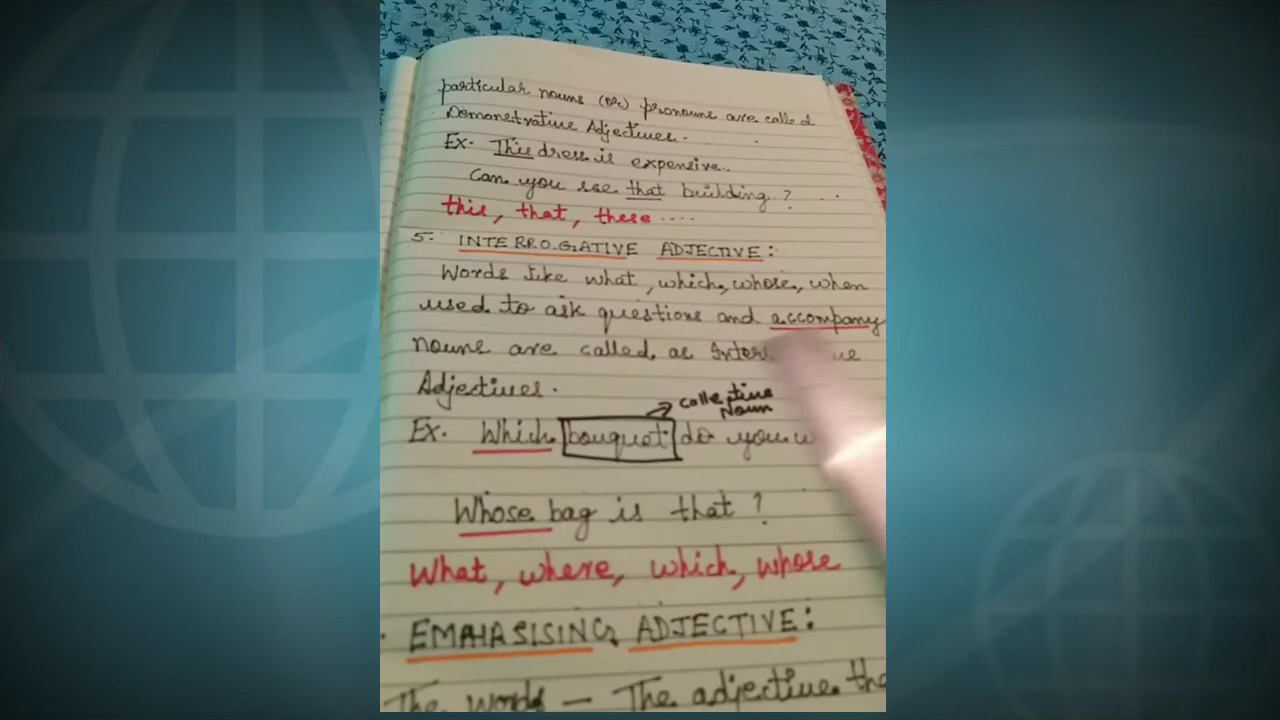 particular nouns (Or) pronouns are called
Demonstrative Adjectives.
Ex. This dress is expensive.
Can you see that building?
this, that, these ....
5. INTERROGATIVE ADJECTIVE:
Words like what, which, whose, when
used to ask questions and accompany
nouns are called as
Adjectives.
collective
Noun
Ex. Which bouquet do you
Whose bag is that?
What, where, which, whose
EMPHASISING ADJECTIVE:
The words - The adjective